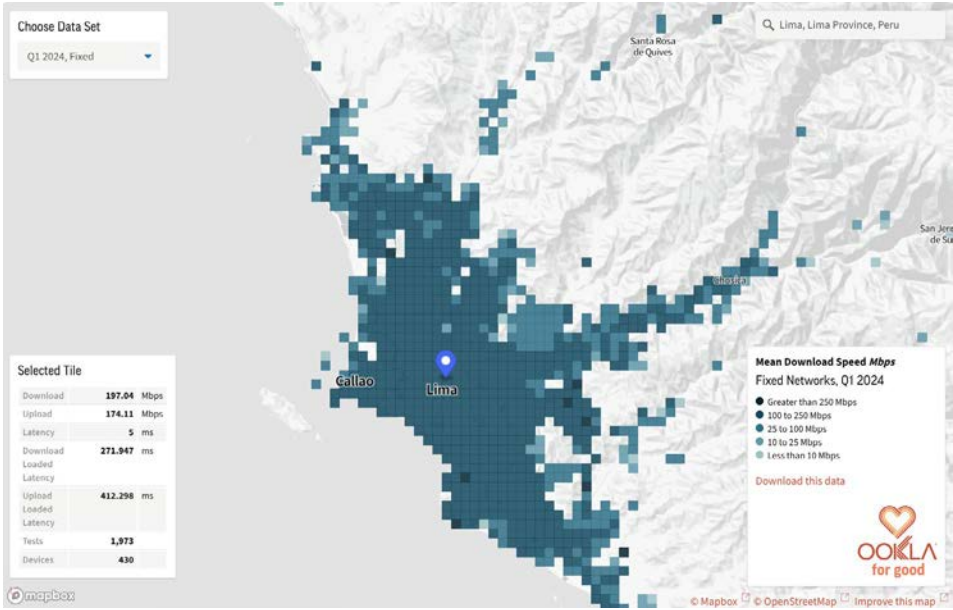 Choose Data Set
Q1 2024, Fixed
Lima, Lima Province, Peru
Santa Rosa
de Quives
San Jer
de Su
Chosica
Callao
Lima
Selected Tile
Download 197.04 Mbps
Upload 174.11 Mbps
Latency 5 ms
Download 271.947 ms
Loaded
Latency
Upload 412.298 ms
Loaded
Latency
Tests 1,973
Devices 430
Mean Download Speed Mbps
Fixed Networks, Q1 2024
Greater than 250 Mbps
100 to 250 Mbps
25 to 100 Mbps
10 to 25 Mbps
Less than 10 Mbps
Download this data
OOKLA
for good
mapbox
© Mapbox © OpenStreetMap Improve this map